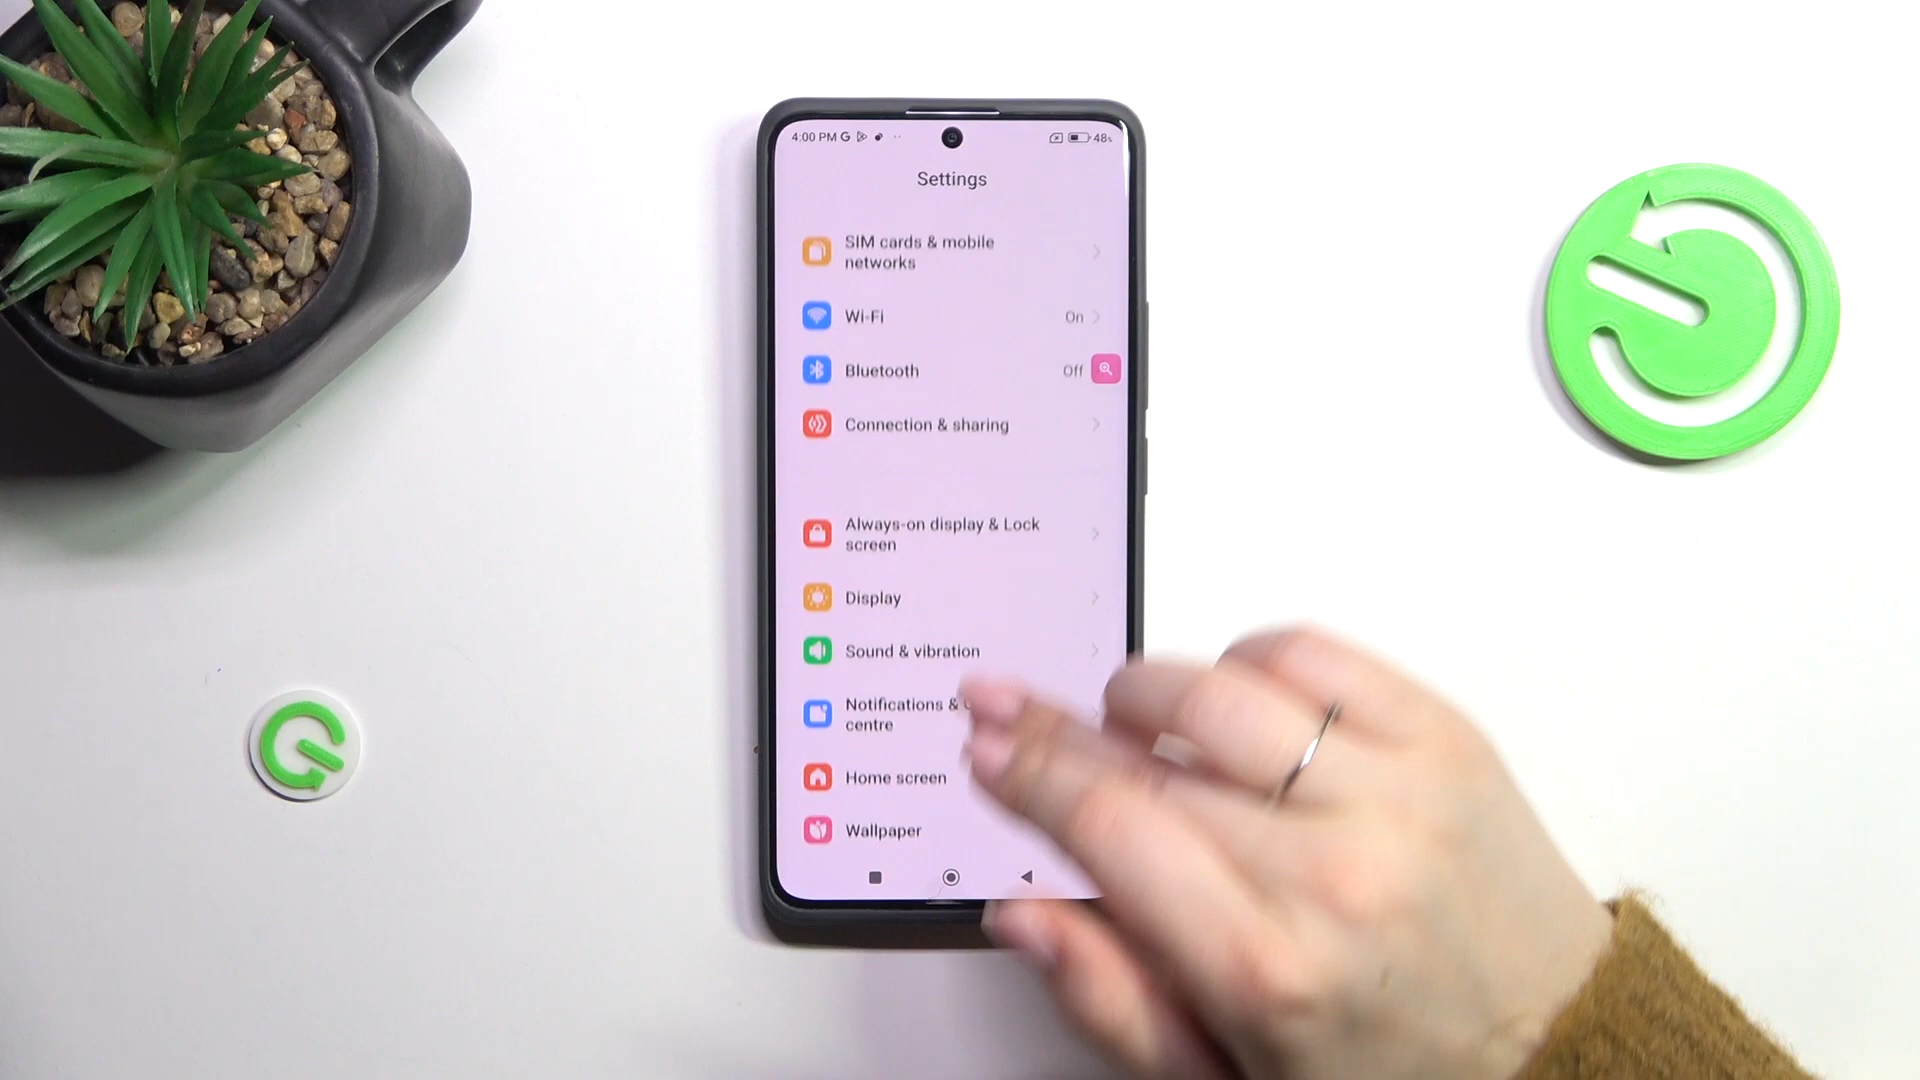 4:00 PM
48%
Settings
SIM cards & mobile
networks
Wi-Fi
On
Bluetooth
Off
Connection & sharing
Always-on display & Lock
screen
Display
Sound & vibration
Notifications &
centre
Home screen
Wallpaper